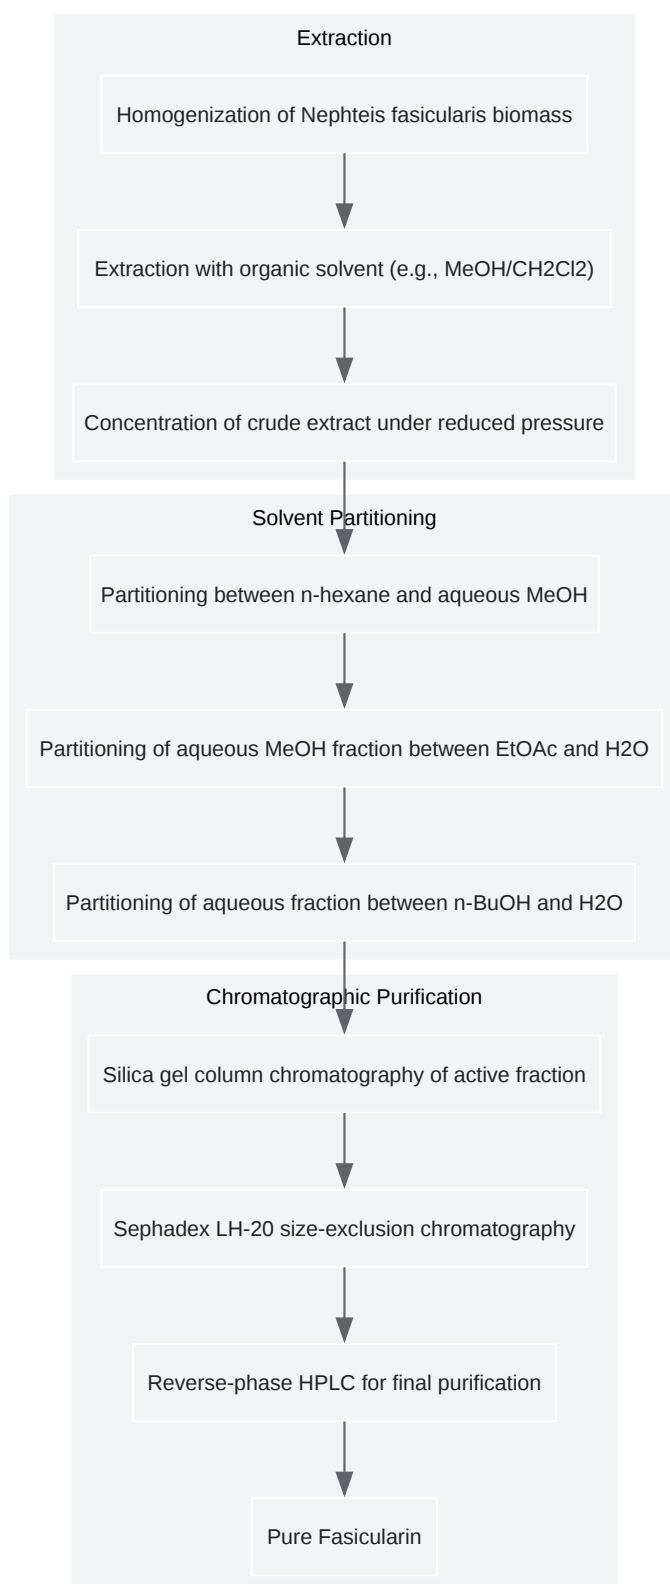 Extraction
Homogenization of Nephteis fasicularis biomass
Extraction with organic solvent (e.g., MeOH/CH2Cl2)
Concentration of crude extract under reduced pressure
Solvent Partitioning
Partitioning between n-hexane and aqueous MeOH
Partitioning of aqueous MeOH fraction between EtOAc and H2O
Partitioning of aqueous fraction between n-BuOH and H2O
Chromatographic Purification
Silica gel column chromatography of active fraction
Sephadex LH-20 size-exclusion chromatography
Reverse-phase HPLC for final purification
Pure Fasicularin